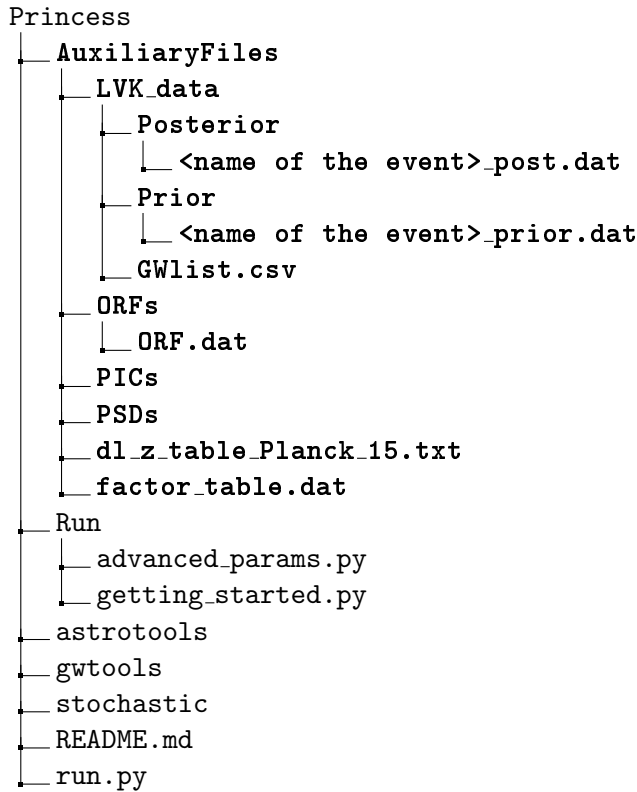 Princess
AuxiliaryFiles
LVK_data
Posterior
<name of the event>_post.dat
Prior
<name of the event>_prior.dat
GWlist.csv
ORFs
ORF.dat
PICs
PSDs
dl_z_table_Planck_15.txt
factor_table.dat
Run
advanced_params.py
getting_started.py
astrotools
gwtools
stochastic
README.md
run.py